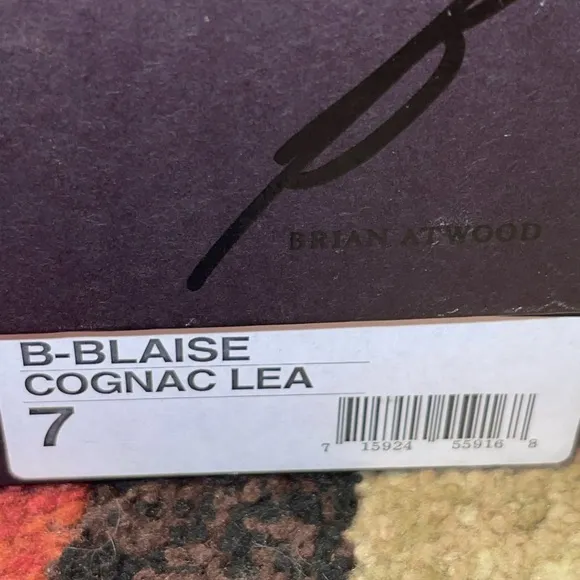 BRIAN ATWOOD
B-BLAISE
COGNAC LEA
7
7 15924 55916 8